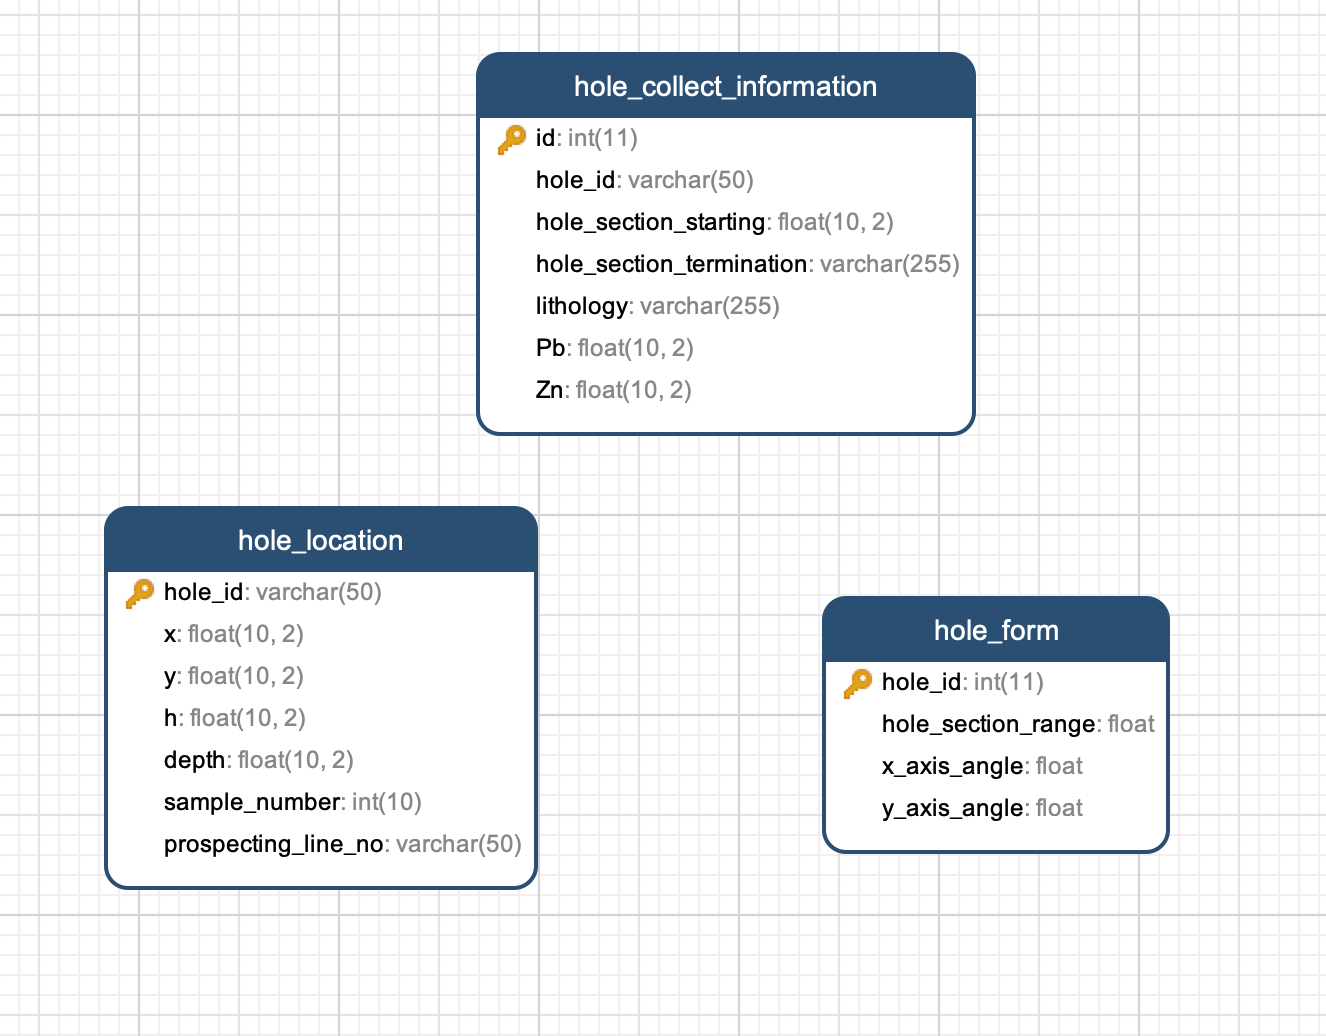 hole_collect_information
id: int(11)
hole_id: varchar(50)
hole_section_starting: float(10, 2)
hole_section_termination: varchar(255)
lithology: varchar(255)
Pb: float(10, 2)
Zn: float(10, 2)
hole_location
hole_id: varchar(50)
x: float(10, 2)
y: float(10, 2)
h: float(10, 2)
depth: float(10, 2)
sample_number: int(10)
prospecting_line_no: varchar(50)
hole_form
hole_id: int(11)
hole_section_range: float
x_axis_angle: float
y_axis_angle: float